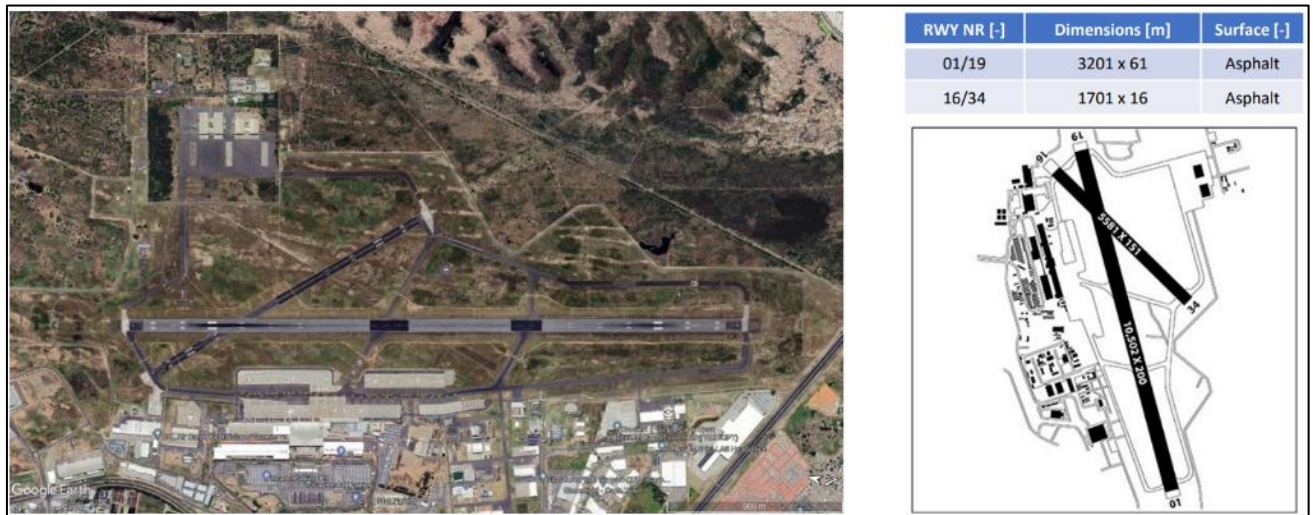 Google Earth
900 m
RWY NR [-] Dimensions [m] Surface [-]
01/19 3201 x 61 Asphalt
16/34 1701 x 16 Asphalt
16
19
5581 X 151
34
10,502 X 200
01